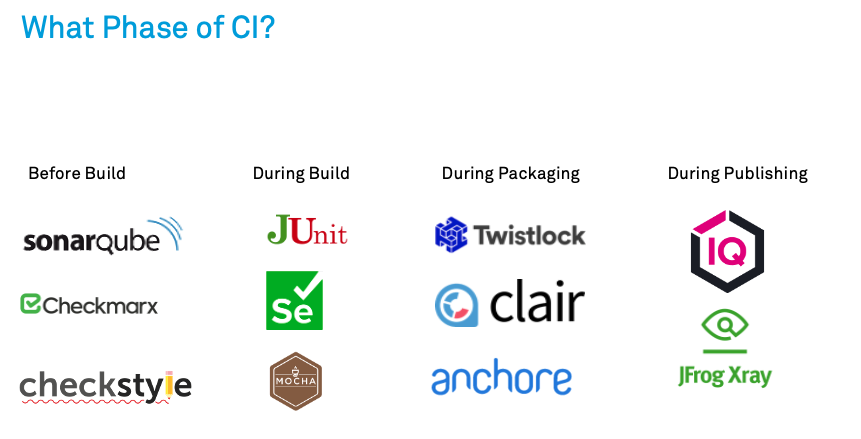 What Phase of CI?
Before Build
During Build
During Packaging
During Publishing
sonarqube
JUnit
Twistlock
IQ
Checkmarx
Se
clair
JFrog Xray
checkstyle
MOCHA
anchore